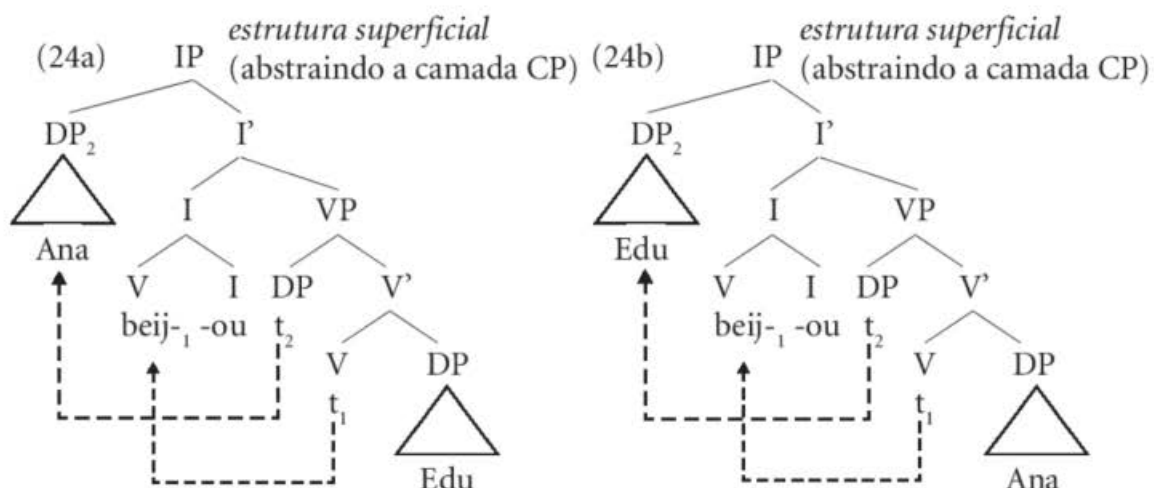 estrutura superficial
estrutura superficial
(24a) IP (abstraindo a camada CP) (24b) IP (abstraindo a camada CP)
DP₂ I’ DP₂ I’
I VP I VP
Ana Edu
V I DP V’ V I DP V’
beij-₁ -ou t₂ beij-₁ -ou t₂
V DP V DP
t₁ t₁
Edu Ana